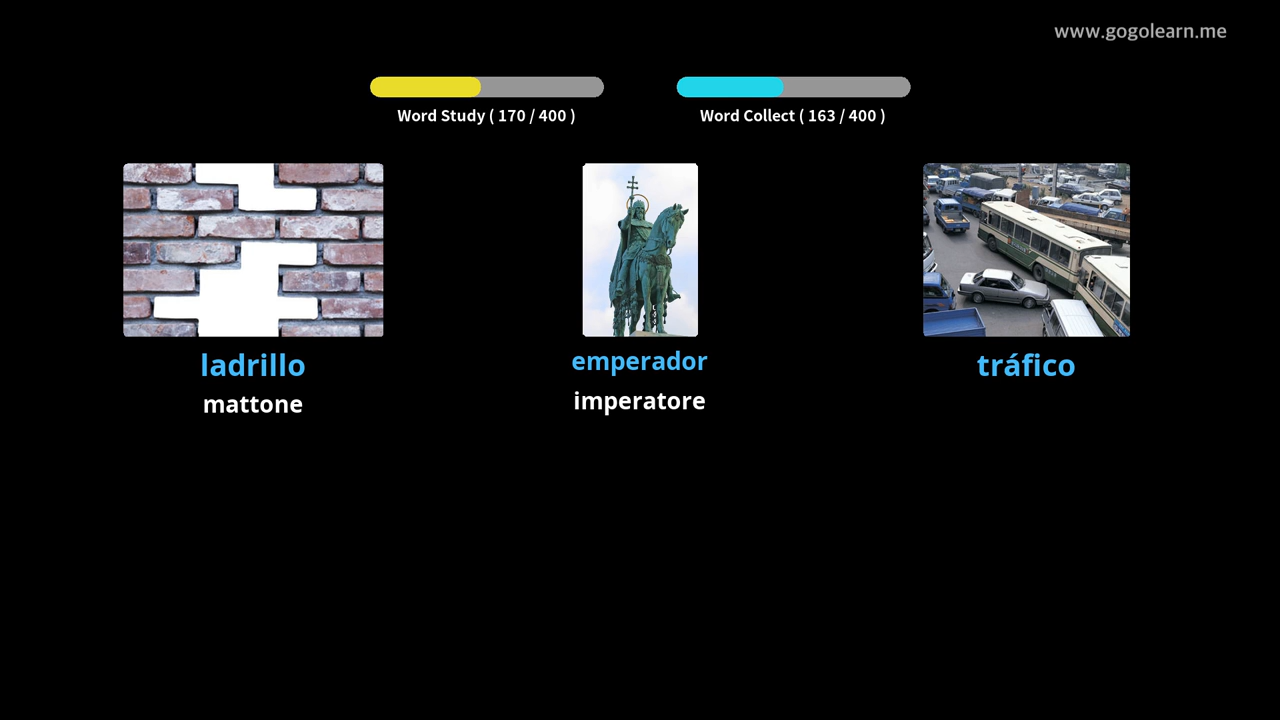 www.gogolearn.me
Word Study ( 170 / 400 )
Word Collect ( 163 / 400 )
ladrillo
emperador
tráfico
mattone
imperatore